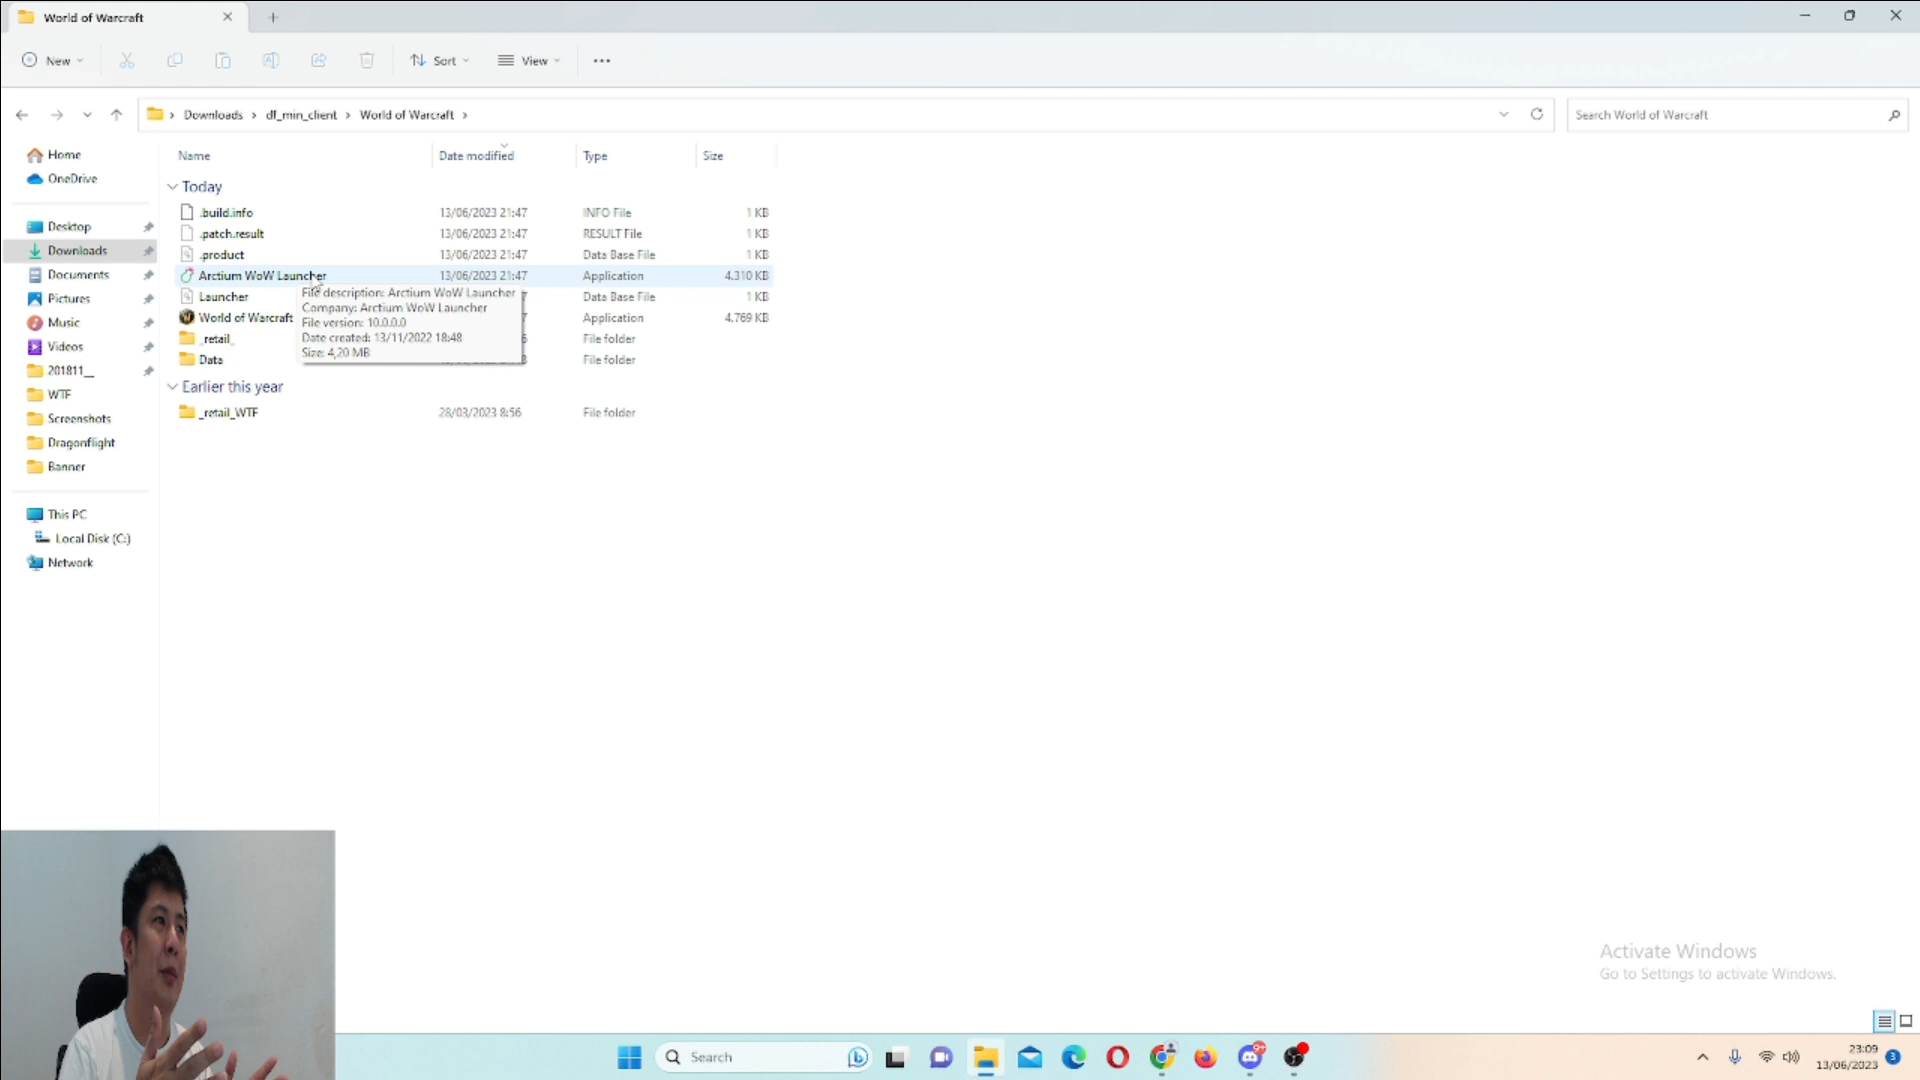 World of Warcraft
New
Sort
View
Downloads > df_min_client > World of Warcraft >
Search World of Warcraft
Home
OneDrive
Desktop
Downloads
Documents
Pictures
Music
Videos
201811__
WTF
Screenshots
Dragonflight
Banner
This PC
Local Disk (C:)
Network
Name Date modified Type Size
Today
.build.info 13/06/2023 21:47 INFO File 1 KB
.patch.result 13/06/2023 21:47 RESULT File 1 KB
.product 13/06/2023 21:47 Data Base File 1 KB
Arctium WoW Launcher 13/06/2023 21:47 Application 4.310 KB
Launcher Data Base File 1 KB
World of Warcraft Application 4.769 KB
_retail_ File folder
Data File folder
File description: Arctium WoW Launcher
Company: Arctium WoW Launcher
File version: 10.0.0.0
Date created: 13/11/2022 18:48
Size: 4,20 MB
Earlier this year
_retail_WTF 28/03/2023 8:56 File folder
Activate Windows
Go to Settings to activate Windows.
Search
23:09
13/06/2023
3